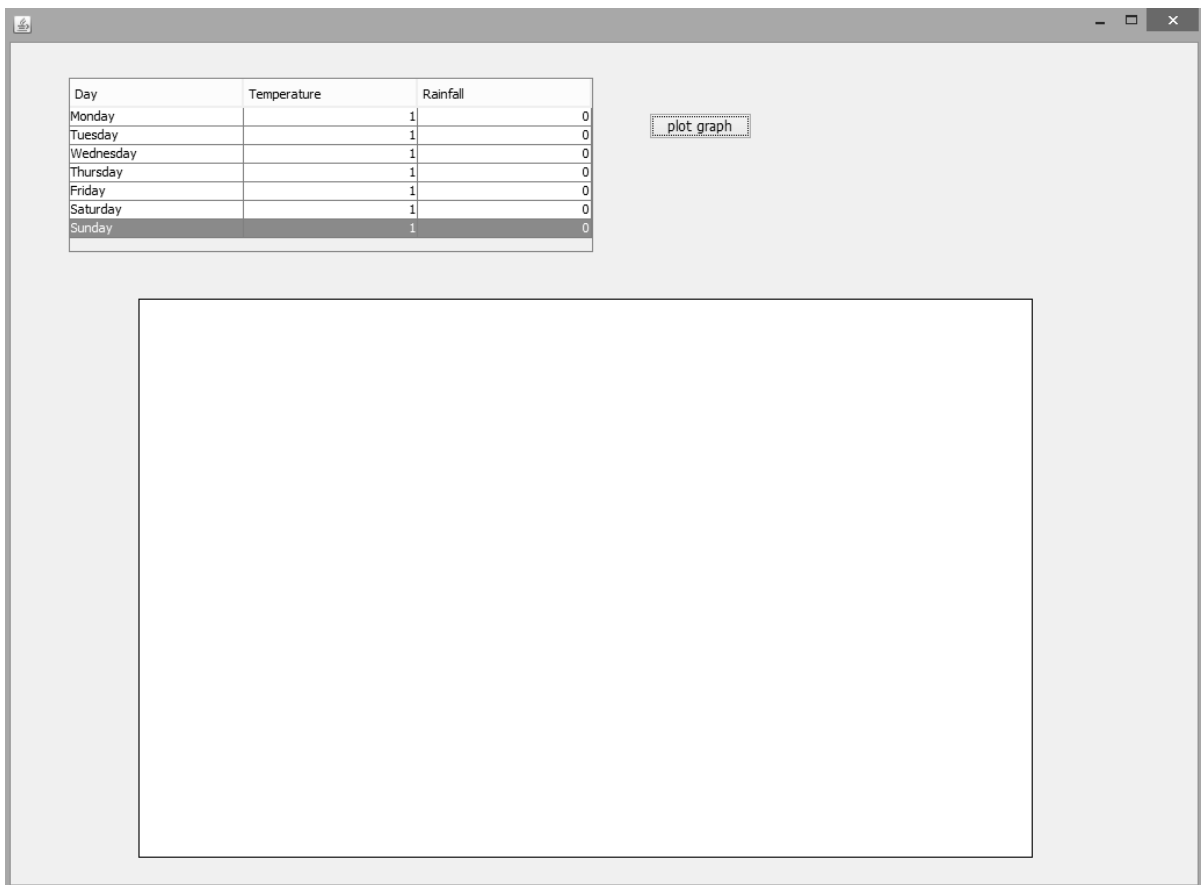 Day Temperature Rainfall
Monday 1 0
Tuesday 1 0
Wednesday 1 0
Thursday 1 0
Friday 1 0
Saturday 1 0
Sunday 1 0
plot graph